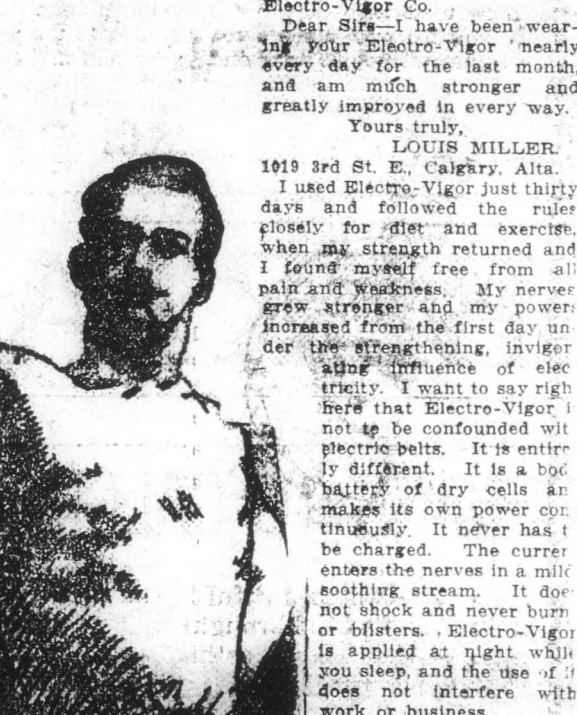 Electro-Vigor Co.
Dear Sirs—I have been wear-
ing your Electro-Vigor nearly
every day for the last month,
and am much stronger and
greatly improved in every way.
Yours truly,
LOUIS MILLER.
1019 3rd St. E., Calgary, Alta.
I used Electro-Vigor just thirty
days and followed the rules
closely for diet and exercise,
when my strength returned and
I found myself free from all
pain and weakness. My nerves
grew stronger and my powers
increased from the first day un-
der the strengthening, invigor
ating influence of elec
tricity. I want to say righ
here that Electro-Vigor i
not to be confounded wit
electric belts. It is entire
ly different. It is a bod
battery of dry cells an
makes its own power con
tinuously. It never has t
be charged. The curren
enters the nerves in a mild
soothing stream. It doe
not shock and never burn
or blisters. Electro-Vigor
is applied at night while
you sleep, and the use of it
does not interfere with
work or business